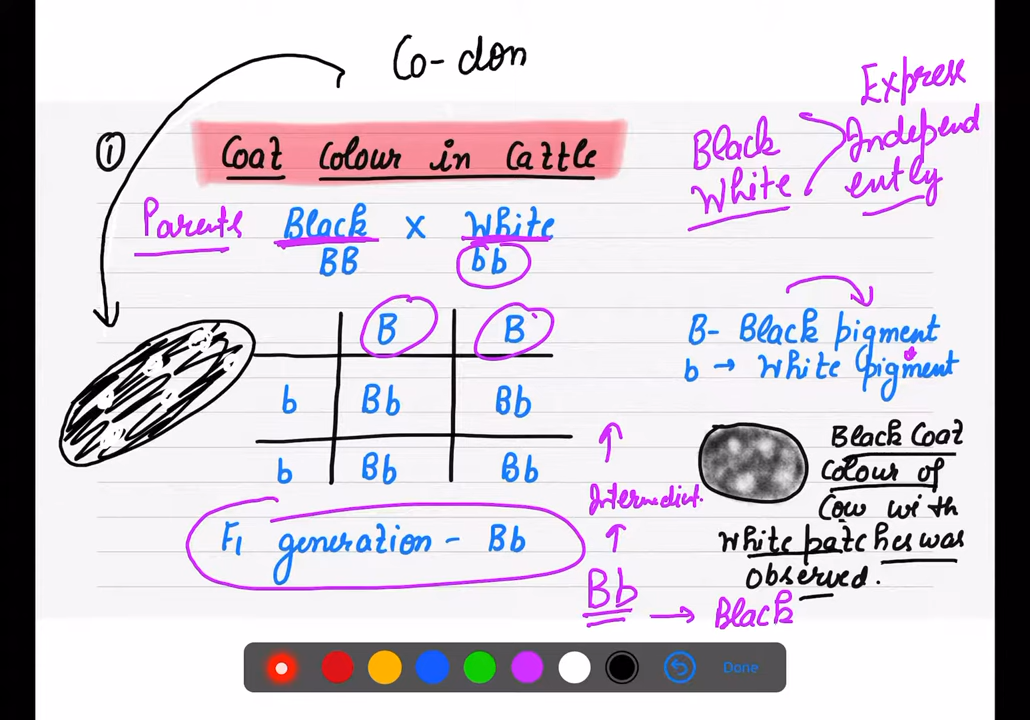 Co-don
①
Coat Colour in Cattle
Black
White
Express
Independ
ently
Parents Black x White
BB bb
B B
b Bb Bb
b Bb Bb
F1 generation - Bb
B- Black pigment
b → White pigment
Black Coat
Colour of
Cow with
white patches was
observed.
Intermediat.
Bb → Black
Done